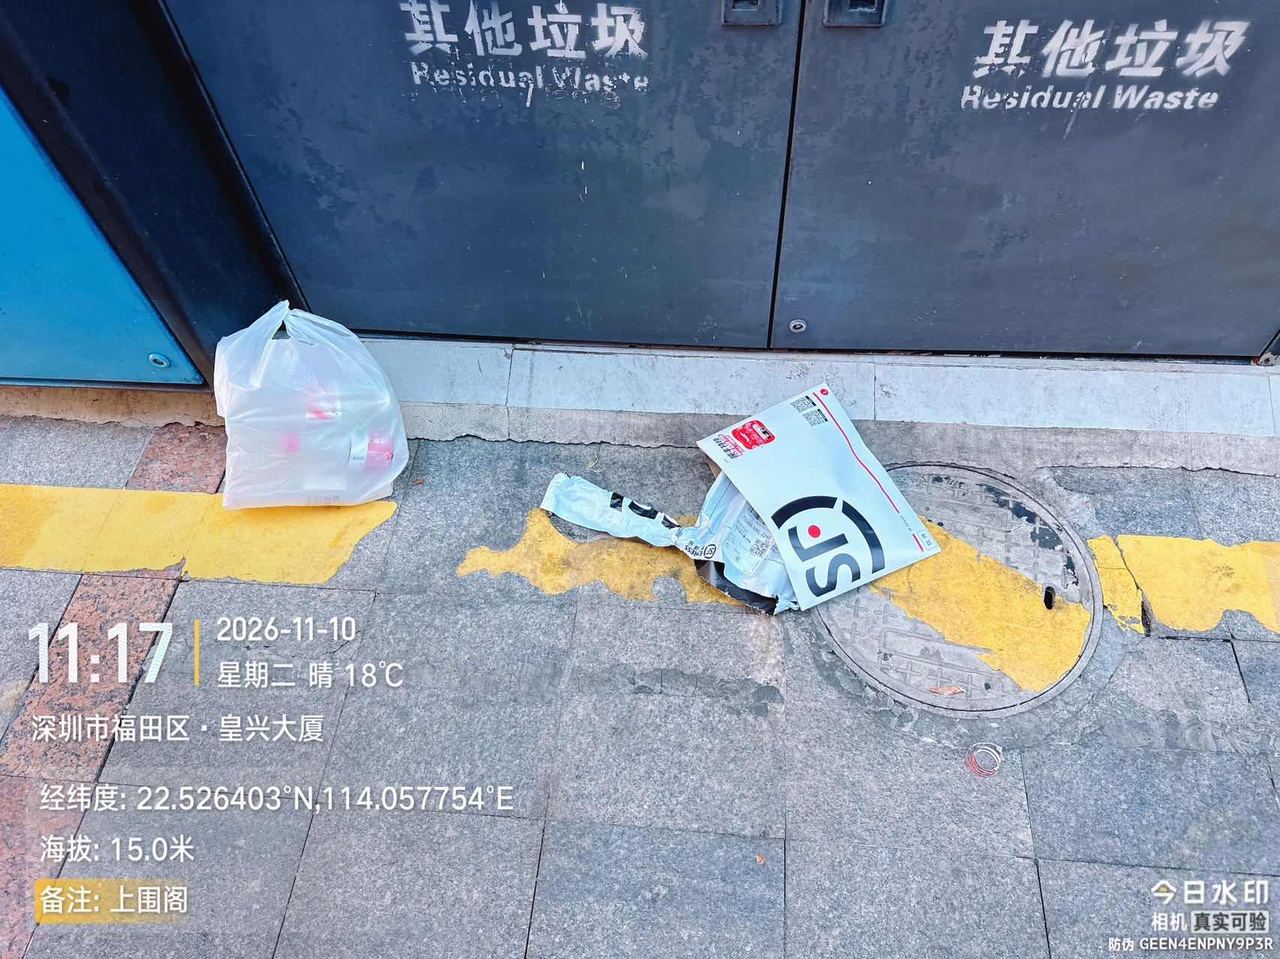 其他垃圾
Residual Waste
其他垃圾
Residual Waste
SF
EXPRESS
11:17
2026-11-10
星期二 晴 18℃
深圳市福田区·皇兴大厦
经纬度: 22.526403°N,114.057754°E
海拔: 15.0米
备注: 上围阁
今日水印
相机 真实可验
防伪 GEEN4ENPNY9P3R